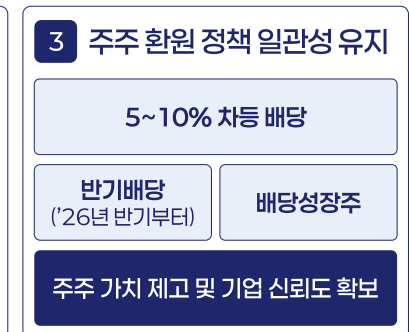 3 주주 환원 정책 일관성 유지
5~10% 차등 배당
반기배당
('26년 반기부터)
배당성장주
주주 가치 제고 및 기업 신뢰도 확보